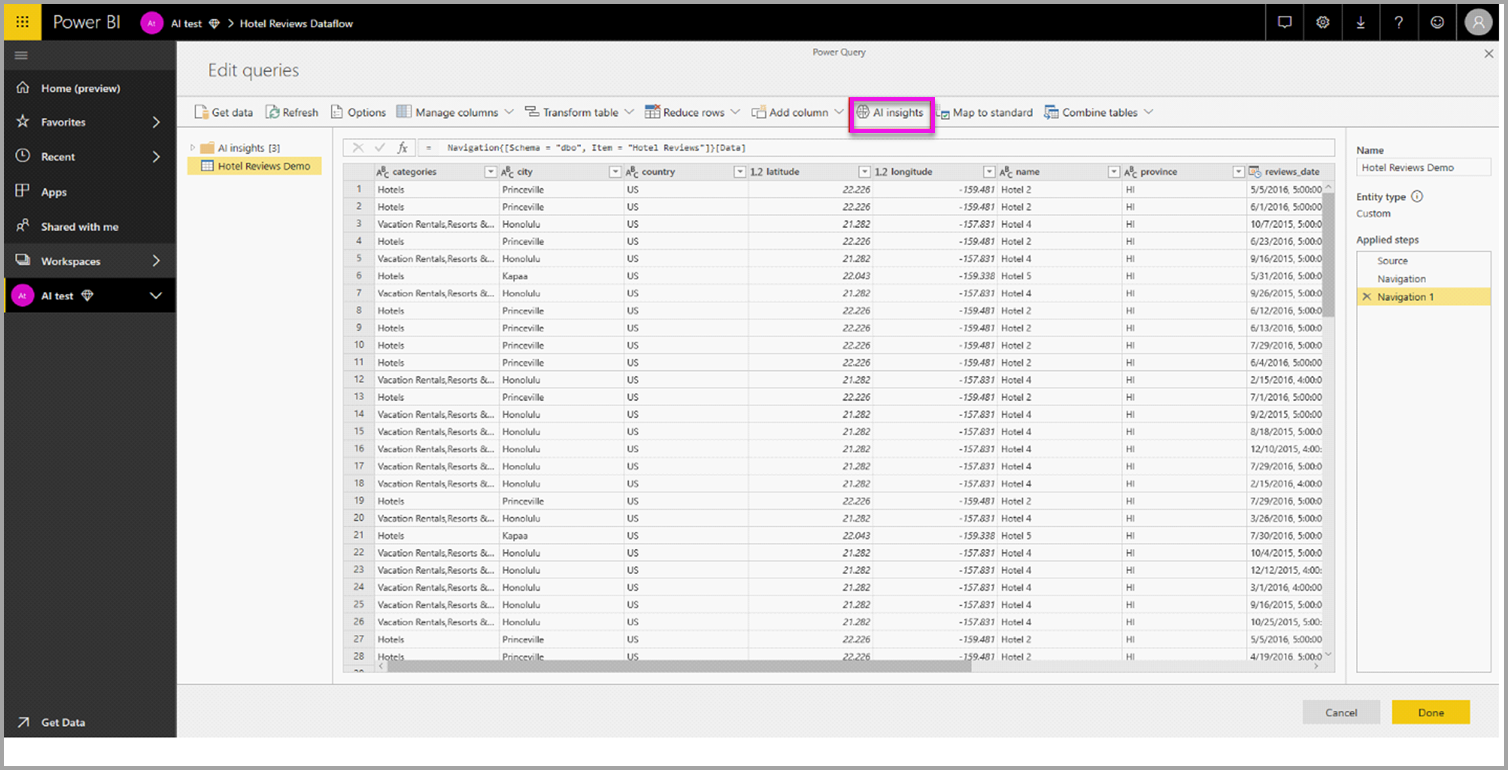 Power BI At AI test > Hotel Reviews Dataflow
Power Query
Edit queries
Home (preview)
Favorites
Recent
Apps
Shared with me
Workspaces
At AI test
Get Data
Get data Refresh Options Manage columns Transform table Reduce rows Add column AI insights Map to standard Combine tables
AI insights [3]
Hotel Reviews Demo
fx = Navigation{[Schema = "dbo", Item = "Hotel Reviews"]}[Data]
categories city country 1.2 latitude 1.2 longitude name province reviews_date
1 Hotels Princeville US 22.226 -159.481 Hotel 2 HI 5/5/2016, 5:00:00
2 Hotels Princeville US 22.226 -159.481 Hotel 2 HI 6/1/2016, 5:00:00
3 Vacation Rentals,Resorts &... Honolulu US 21.282 -157.831 Hotel 4 HI 10/7/2015, 5:00:0
4 Hotels Princeville US 22.226 -159.481 Hotel 2 HI 6/23/2016, 5:00:0
5 Vacation Rentals,Resorts &... Honolulu US 21.282 -157.831 Hotel 4 HI 9/16/2015, 5:00:0
6 Hotels Kapaa US 22.043 -159.338 Hotel 5 HI 5/31/2016, 5:00:0
7 Vacation Rentals,Resorts &... Honolulu US 21.282 -157.831 Hotel 4 HI 9/26/2015, 5:00:0
8 Hotels Princeville US 22.226 -159.481 Hotel 2 HI 6/12/2016, 5:00:0
9 Hotels Princeville US 22.226 -159.481 Hotel 2 HI 6/13/2016, 5:00:0
10 Hotels Princeville US 22.226 -159.481 Hotel 2 HI 7/29/2016, 5:00:0
11 Hotels Princeville US 22.226 -159.481 Hotel 2 HI 6/4/2016, 5:00:00
12 Vacation Rentals,Resorts &... Honolulu US 21.282 -157.831 Hotel 4 HI 2/15/2016, 4:00:0
13 Hotels Princeville US 22.226 -159.481 Hotel 2 HI 7/1/2016, 5:00:00
14 Vacation Rentals,Resorts &... Honolulu US 21.282 -157.831 Hotel 4 HI 9/2/2015, 5:00:00
15 Vacation Rentals,Resorts &... Honolulu US 21.282 -157.831 Hotel 4 HI 8/18/2015, 5:00:0
16 Vacation Rentals,Resorts &... Honolulu US 21.282 -157.831 Hotel 4 HI 12/10/2015, 4:00:
17 Vacation Rentals,Resorts &... Honolulu US 21.282 -157.831 Hotel 4 HI 7/29/2016, 5:00:0
18 Vacation Rentals,Resorts &... Honolulu US 21.282 -157.831 Hotel 4 HI 2/15/2016, 4:00:0
19 Hotels Princeville US 22.226 -159.481 Hotel 2 HI 7/29/2016, 5:00:0
20 Vacation Rentals,Resorts &... Honolulu US 21.282 -157.831 Hotel 4 HI 3/26/2016, 5:00:0
21 Hotels Kapaa US 22.043 -159.338 Hotel 5 HI 7/30/2016, 5:00:0
22 Vacation Rentals,Resorts &... Honolulu US 21.282 -157.831 Hotel 4 HI 10/4/2015, 5:00:0
23 Vacation Rentals,Resorts &... Honolulu US 21.282 -157.831 Hotel 4 HI 12/12/2015, 4:00:
24 Vacation Rentals,Resorts &... Honolulu US 21.282 -157.831 Hotel 4 HI 3/1/2016, 4:00:00
25 Vacation Rentals,Resorts &... Honolulu US 21.282 -157.831 Hotel 4 HI 9/16/2015, 5:00:0
26 Vacation Rentals,Resorts &... Honolulu US 21.282 -157.831 Hotel 4 HI 10/25/2015, 5:00:
27 Hotels Princeville US 22.226 -159.481 Hotel 2 HI 5/5/2016, 5:00:00
28 Hotels Princeville US 22.226 -159.481 Hotel 2 HI 4/19/2016, 5:00:0
Name
Hotel Reviews Demo
Entity type
Custom
Applied steps
Source
Navigation
Navigation 1
Cancel Done